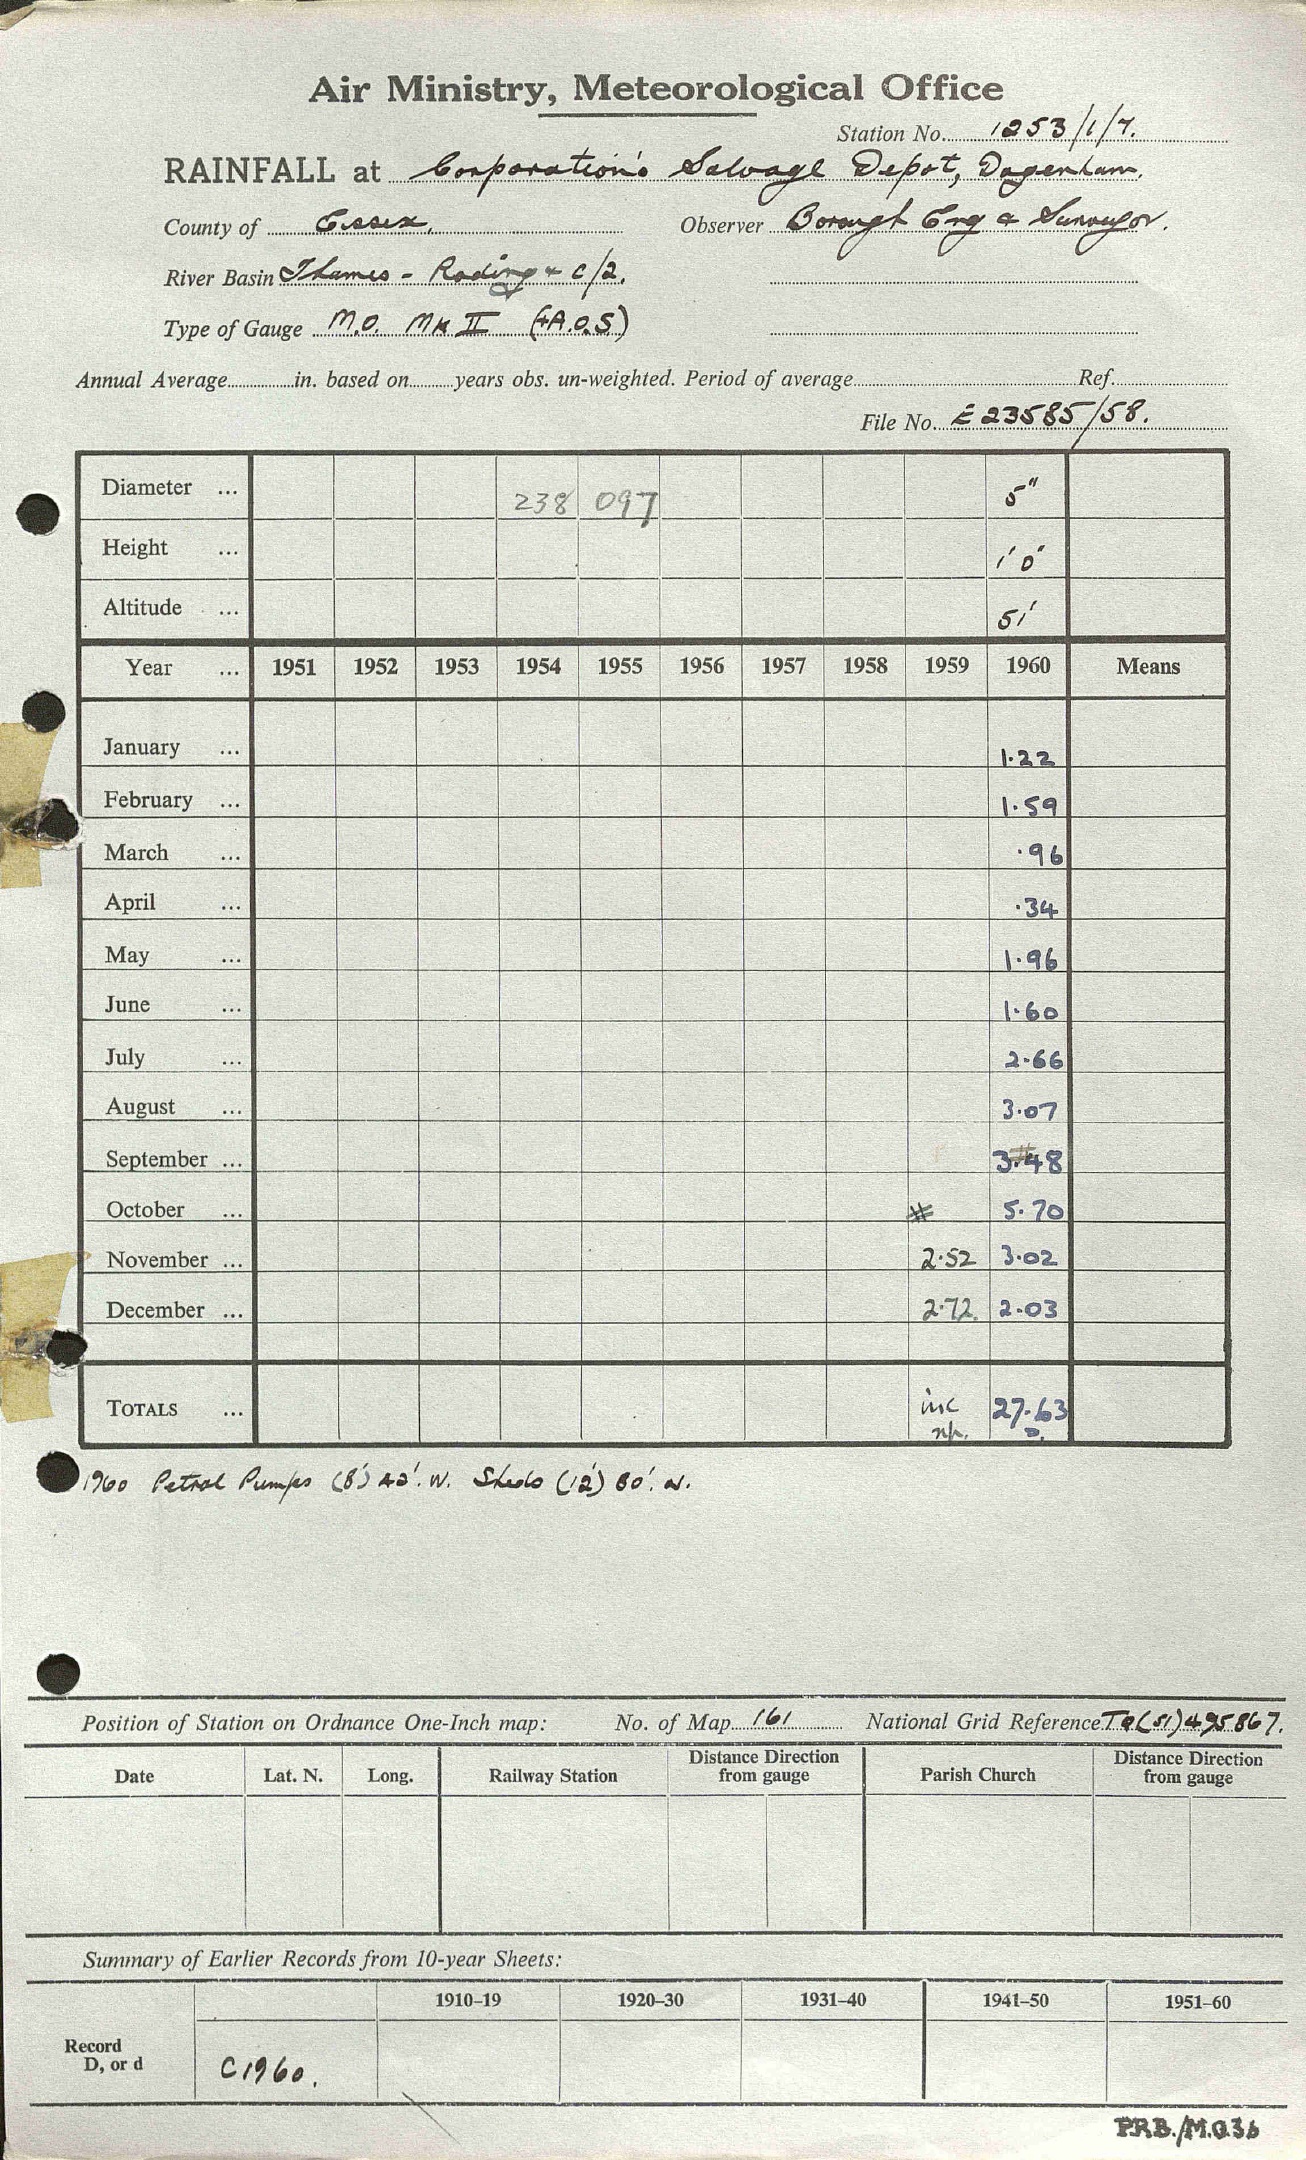 Air Ministry, Meteorological Office
Station No. 1253/1/7.
RAINFALL at Corporation's Salvage Depot, Dagenham.
County of Essex. Observer Borough Eng & Surveyor.
River Basin Thames - Roding & c/2.
Type of Gauge M.O. Mk II (+A.O.S)
Annual Average in. based on years obs. un-weighted. Period of average Ref.
File No. E 23585/58.
Diameter ... 238 097 5"
Height ... 1' 0"
Altitude ... 51'
Year ... 1951 1952 1953 1954 1955 1956 1957 1958 1959 1960 Means
January ... 1.22
February ... 1.59
March ... .96
April ... .34
May ... 1.96
June ... 1.60
July ... 2.66
August ... 3.07
September ... 3.48
October ... # 5.70
November ... 2.52 3.02
December ... 2.72. 2.03
TOTALS ... inc 27.63
np. D.
1960 Petrol Pumps (8') 42'. W. Sheds (12') 80'. N.
Position of Station on Ordnance One-Inch map: No. of Map 161 National Grid Reference TQ(51)495867.
Date Lat. N. Long. Railway Station Distance Direction from gauge Parish Church Distance Direction from gauge
Summary of Earlier Records from 10-year Sheets:
1910–19 1920–30 1931–40 1941–50 1951–60
Record
D, or d C1960.
P.R.B./M.O.3b